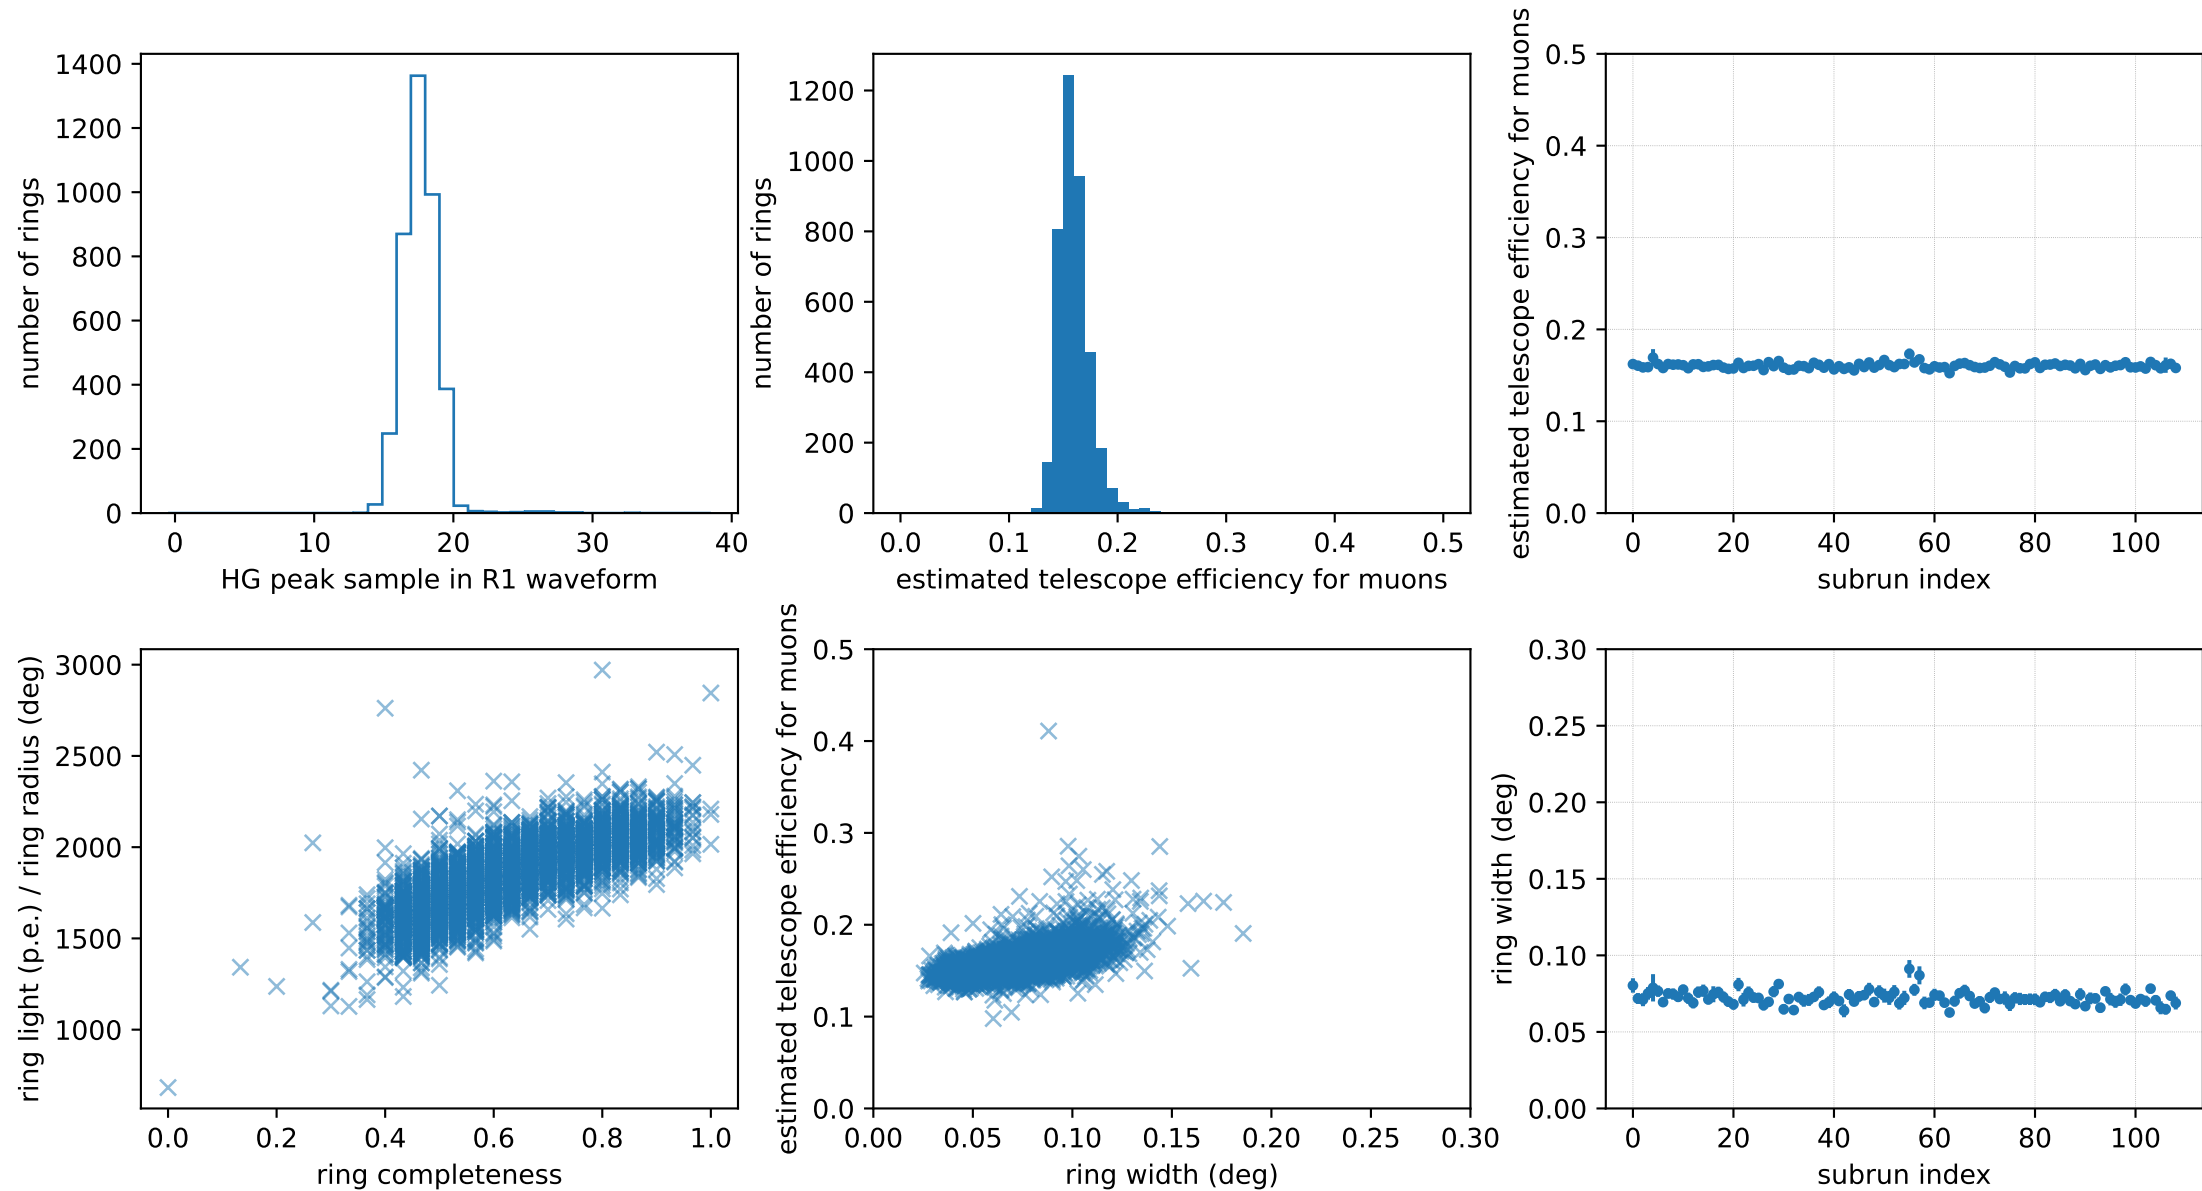 number of rings
1400
1200
1000
800
600
400
200
0
0 10 20 30 40
HG peak sample in R1 waveform
number of rings
1200
1000
800
600
400
200
0
0.0 0.1 0.2 0.3 0.4 0.5
estimated telescope efficiency for muons
estimated telescope efficiency for muons
0.5
0.4
0.3
0.2
0.1
0.0
0 20 40 60 80 100
subrun index
ring light (p.e.) / ring radius (deg)
3000
2500
2000
1500
1000
0.0 0.2 0.4 0.6 0.8 1.0
ring completeness
estimated telescope efficiency for muons
0.5
0.4
0.3
0.2
0.1
0.0
0.00 0.05 0.10 0.15 0.20 0.25 0.30
ring width (deg)
ring width (deg)
0.30
0.25
0.20
0.15
0.10
0.05
0.00
0 20 40 60 80 100
subrun index